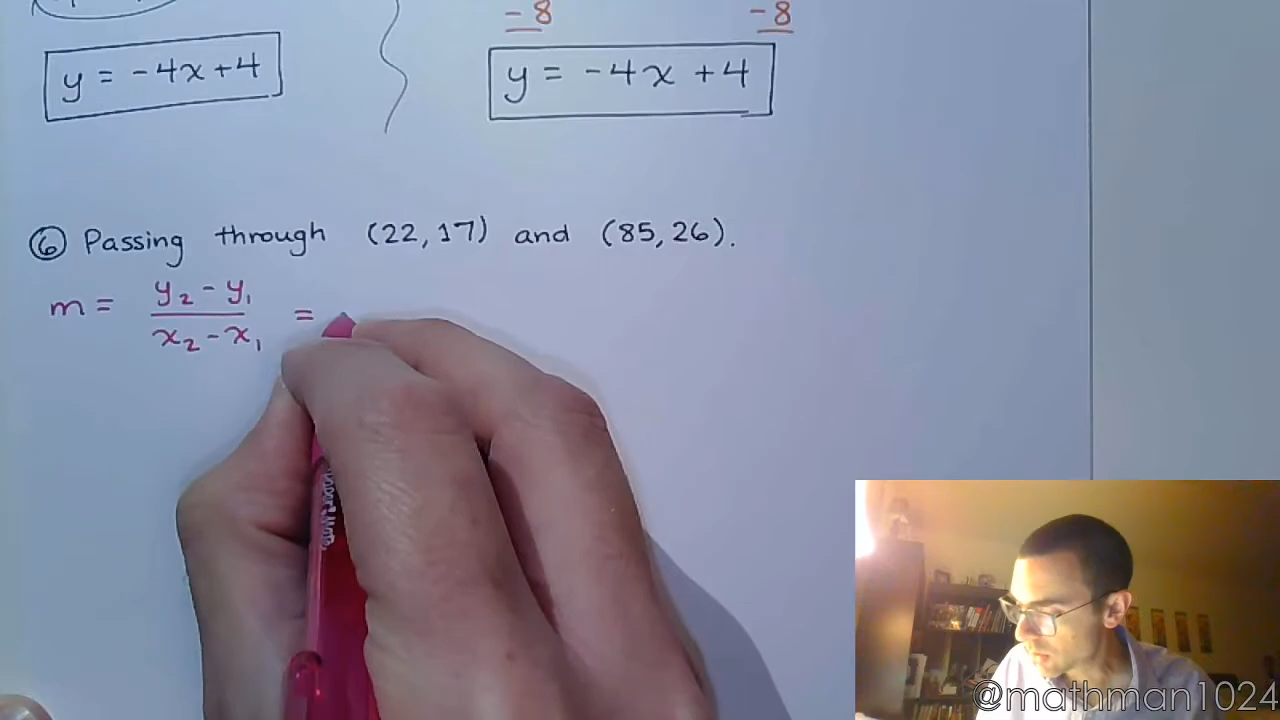 -8 -8
y = -4x+4 y = -4x +4
⑥ Passing through (22, 17) and (85, 26).
m = y₂ - y₁ / x₂ - x₁ =
@mathman1024